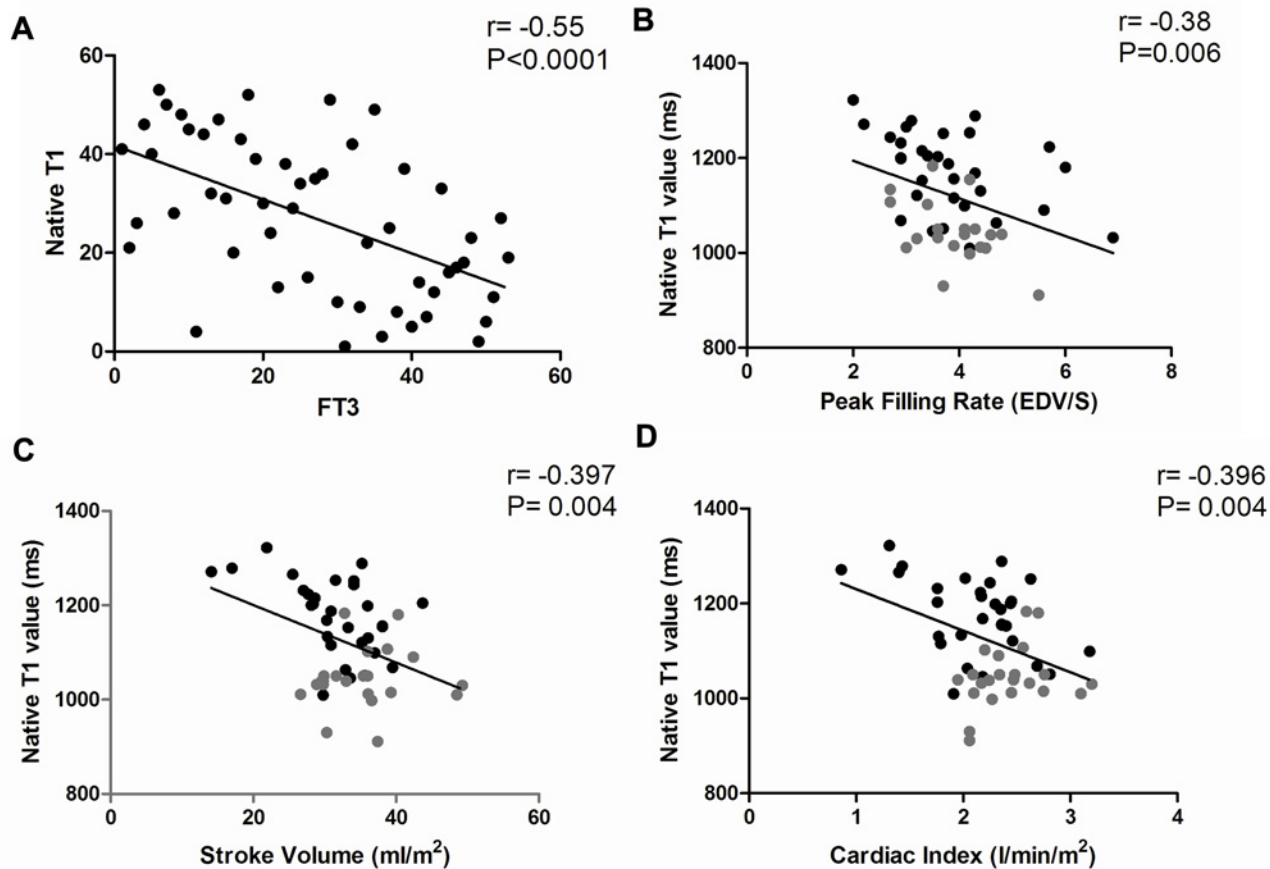 A
r= -0.55
P<0.0001
60
40
20
0
Native T1
0 20 40 60
FT3
B
r= -0.38
P=0.006
1400
1200
1000
800
Native T1 value (ms)
0 2 4 6 8
Peak Filling Rate (EDV/S)
C
r= -0.397
P= 0.004
1400
1200
1000
800
Native T1 value (ms)
0 20 40 60
Stroke Volume (ml/m²)
D
r= -0.396
P= 0.004
1400
1200
1000
800
Native T1 value (ms)
0 1 2 3 4
Cardiac Index (l/min/m²)